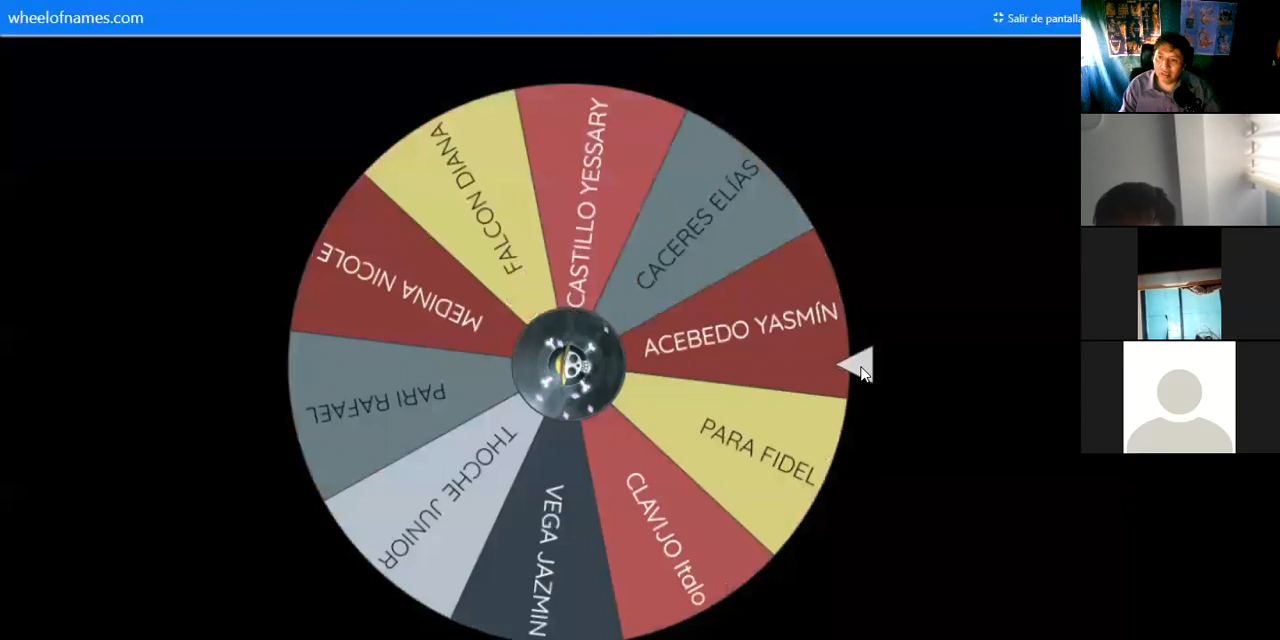 wheelofnames.com
Salir de pantalla
CASTILLO YESSARY
CACERES ELÍAS
ACEBEDO YASMÍN
PARA FIDEL
CLAVIJO Italo
VEGA JAZMIN
THOCHE JUNIOR
PARI RAFAEL
MEDINA NICOLE
FALCON DIANA